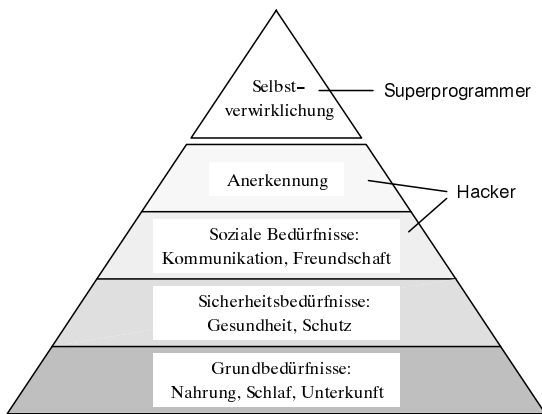 Selbst-
verwirklichung
Superprogrammer
Anerkennung
Hacker
Soziale Bedürfnisse:
Kommunikation, Freundschaft
Sicherheitsbedürfnisse:
Gesundheit, Schutz
Grundbedürfnisse:
Nahrung, Schlaf, Unterkunft